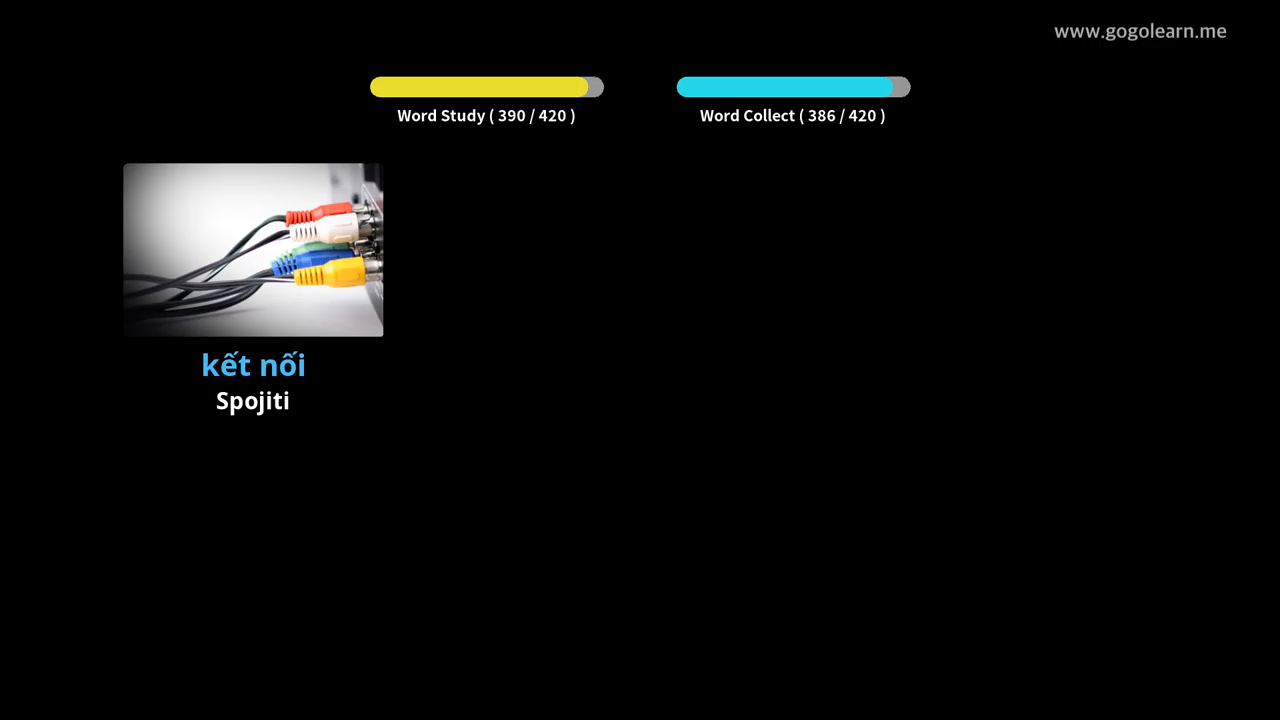 www.gogolearn.me
Word Study ( 390 / 420 )
Word Collect ( 386 / 420 )
kết nối
Spojiti